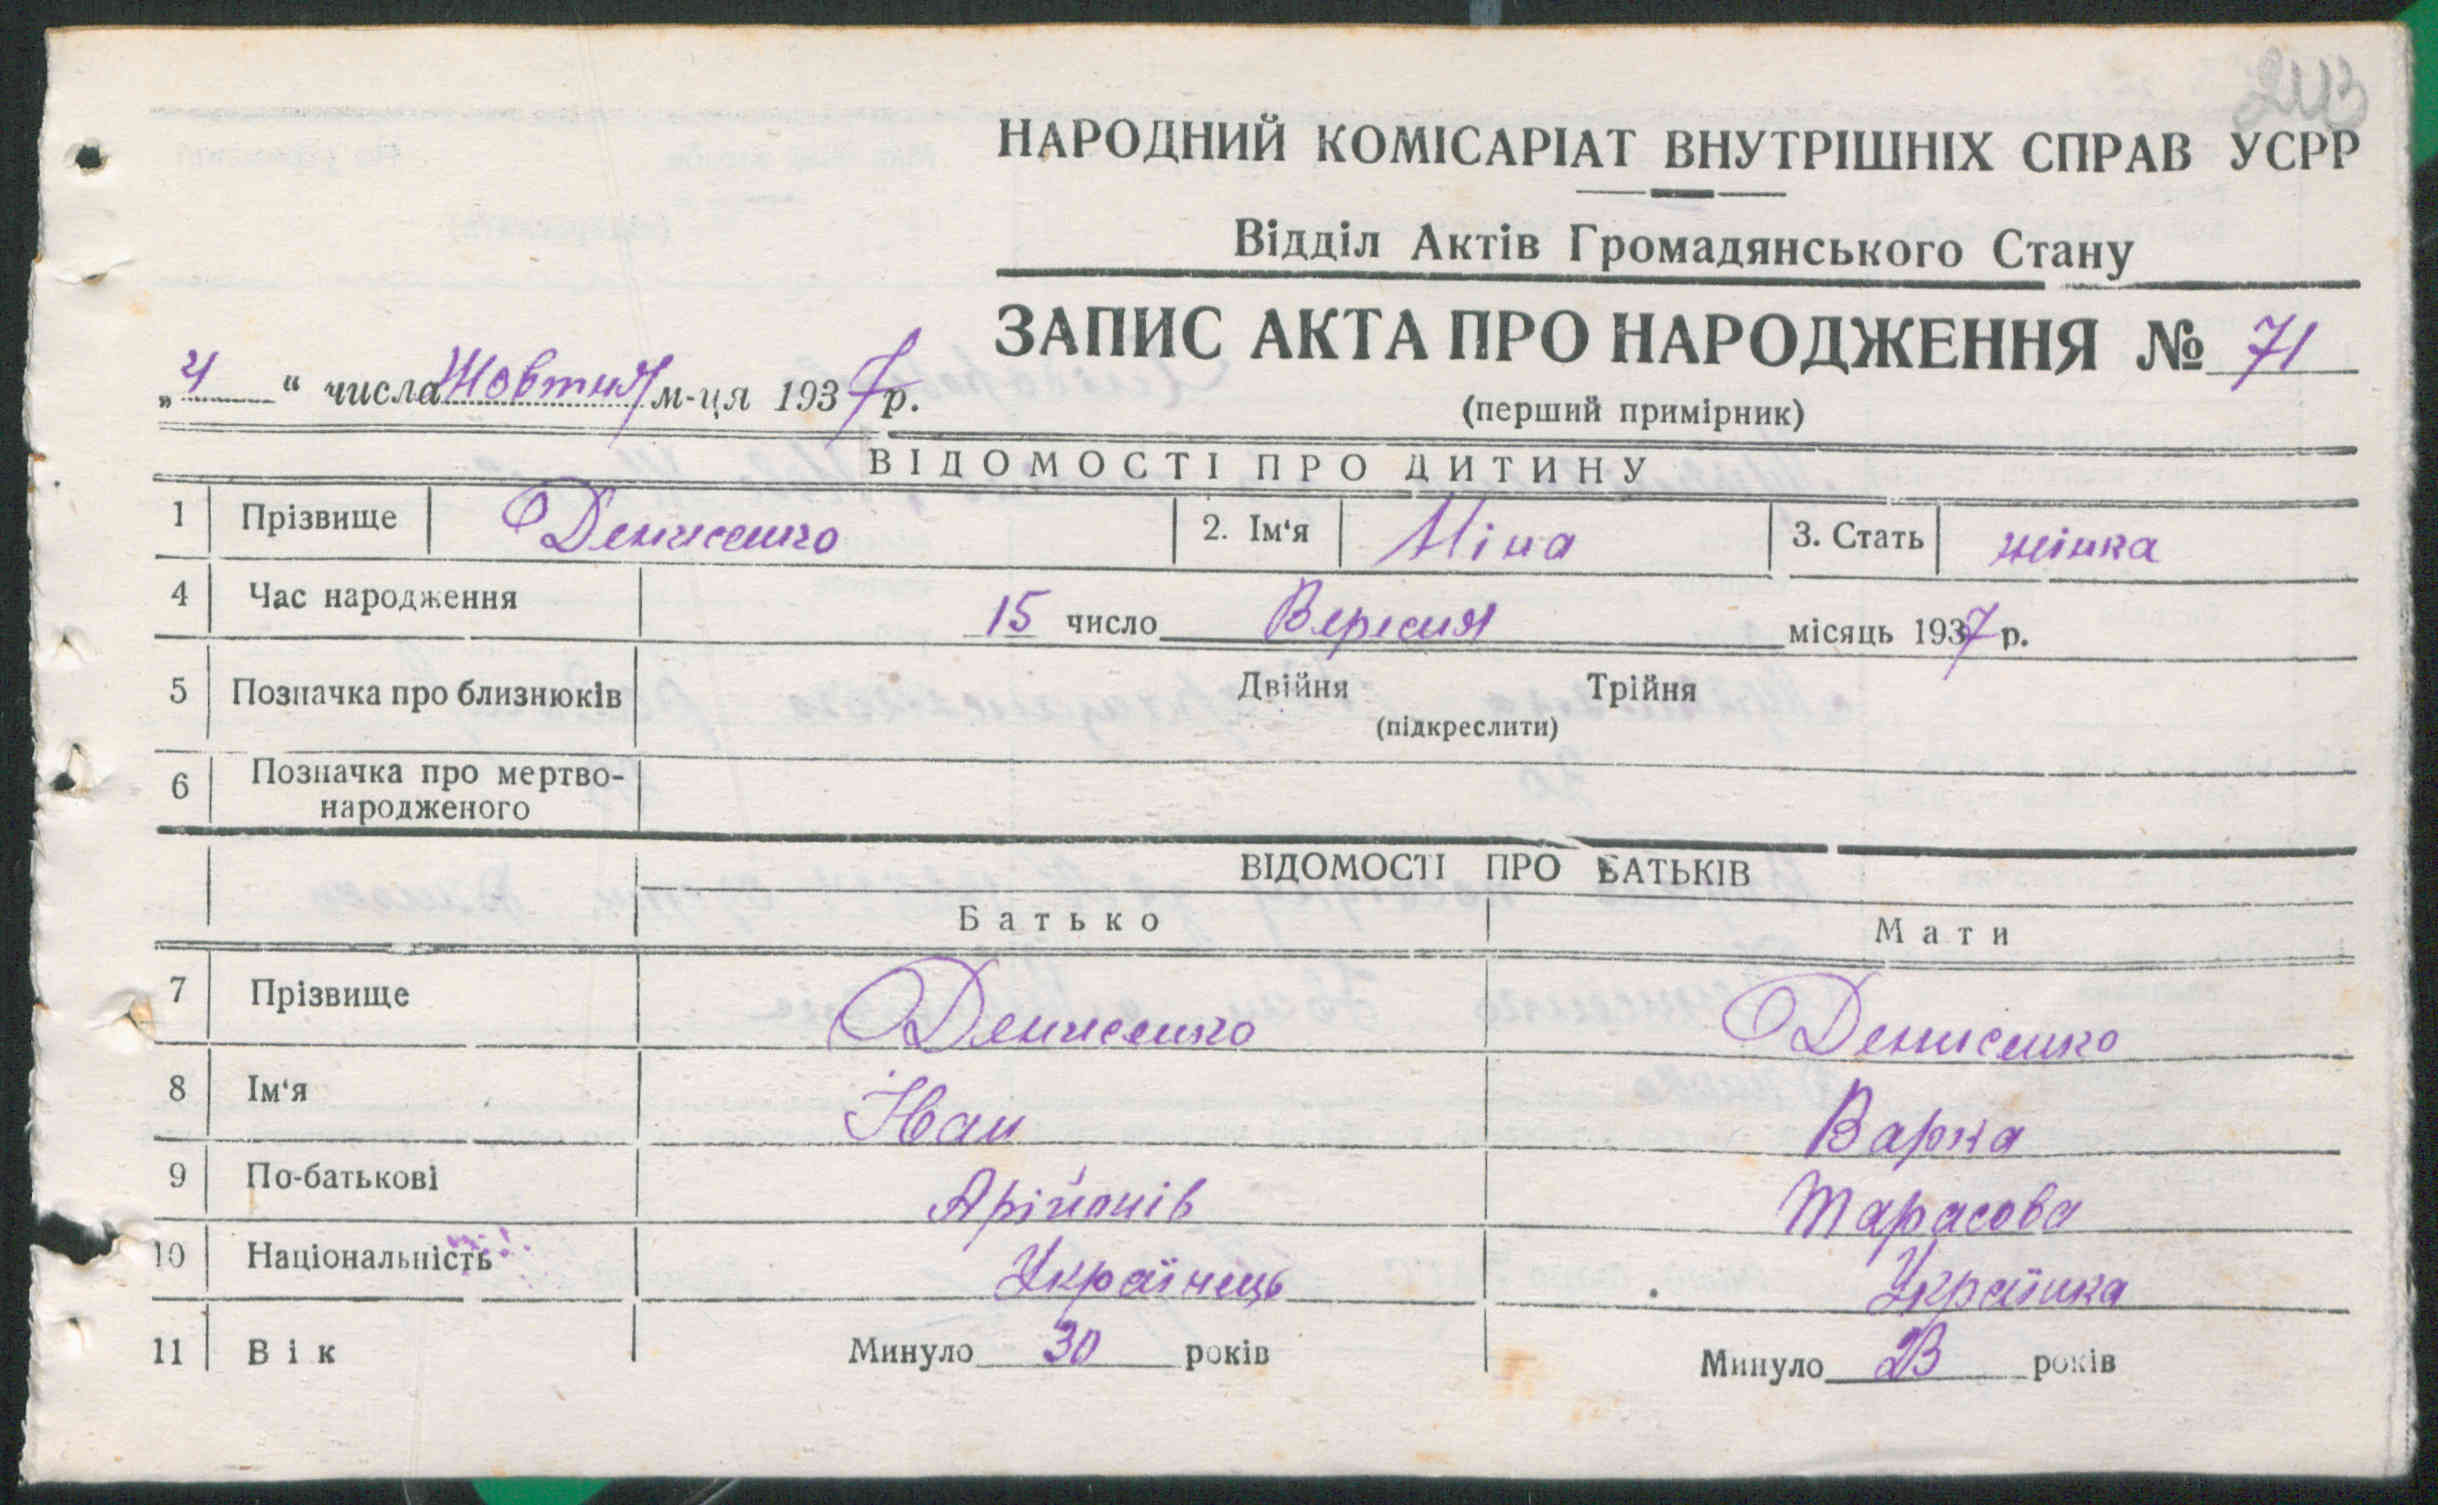 213
НАРОДНИЙ КОМІСАРІАТ ВНУТРІШНІХ СПРАВ УСРР
Відділ Актів Громадянського Стану
ЗАПИС АКТА ПРО НАРОДЖЕННЯ № 71
„4“ числа Жовтня м-ця 1937 р.
(перший примірник)
ВІДОМОСТІ ПРО ДИТИНУ
1 Прізвище Денисенко 2. Ім'я Ніна 3. Стать жінка
4 Час народження 15 число Вересня місяць 1937 р.
5 Позначка про близнюків Двійня Трійня
(підкреслити)
6 Позначка про мертво-
народженого
ВІДОМОСТІ ПРО БАТЬКІВ
Батько Мати
7 Прізвище Денисенко Денисенко
8 Ім'я Іван Варка
9 По-батькові Арійонів Тарасова
10 Національність Українець Українка
11 Вік Минуло 30 років Минуло 23 років